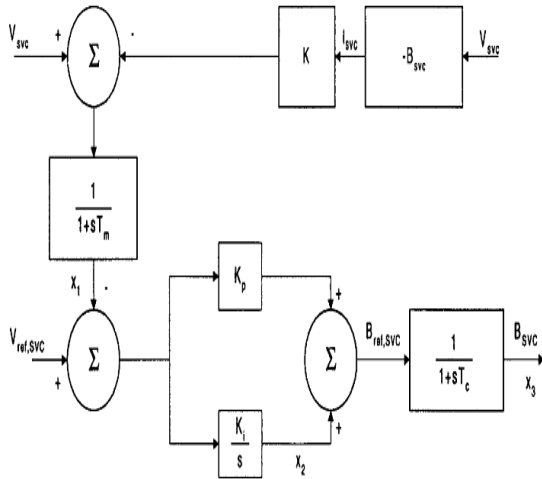 V_svc + Σ - K I_svc -B_svc V_svc
1
1+sT_m
x_1 -
V_ref,SVC + Σ
K_p
K_i
s
x_2
+
Σ
+
B_ref,SVC
1
1+sT_c
B_SVC
x_3